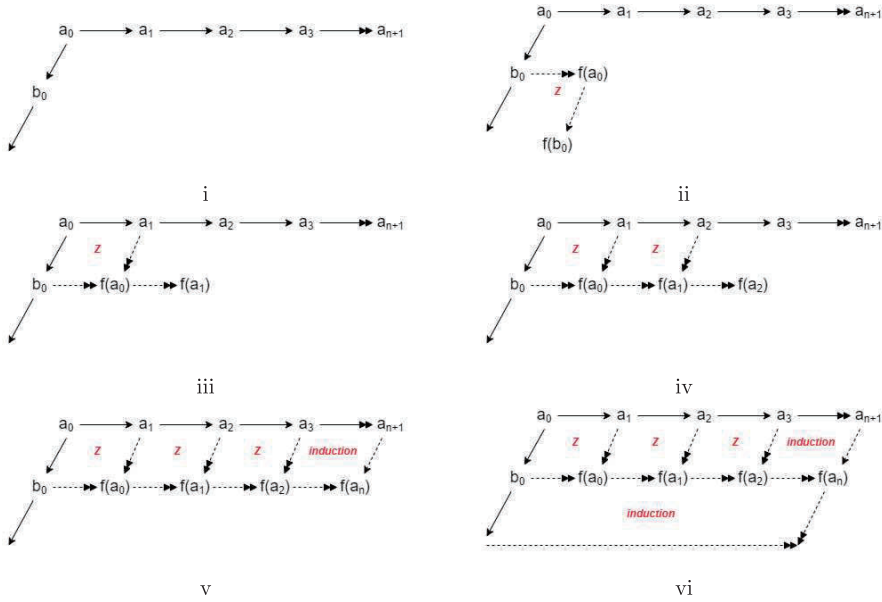 a₀ a₁ a₂ a₃ aₙ₊₁
b₀
i
a₀ a₁ a₂ a₃ aₙ₊₁
b₀ f(a₀)
Z
f(b₀)
ii
a₀ a₁ a₂ a₃ aₙ₊₁
Z
b₀ f(a₀) f(a₁)
iii
a₀ a₁ a₂ a₃ aₙ₊₁
Z Z
b₀ f(a₀) f(a₁) f(a₂)
iv
a₀ a₁ a₂ a₃ aₙ₊₁
Z Z Z induction
b₀ f(a₀) f(a₁) f(a₂) f(aₙ)
v
a₀ a₁ a₂ a₃ aₙ₊₁
Z Z Z induction
b₀ f(a₀) f(a₁) f(a₂) f(aₙ)
induction
vi